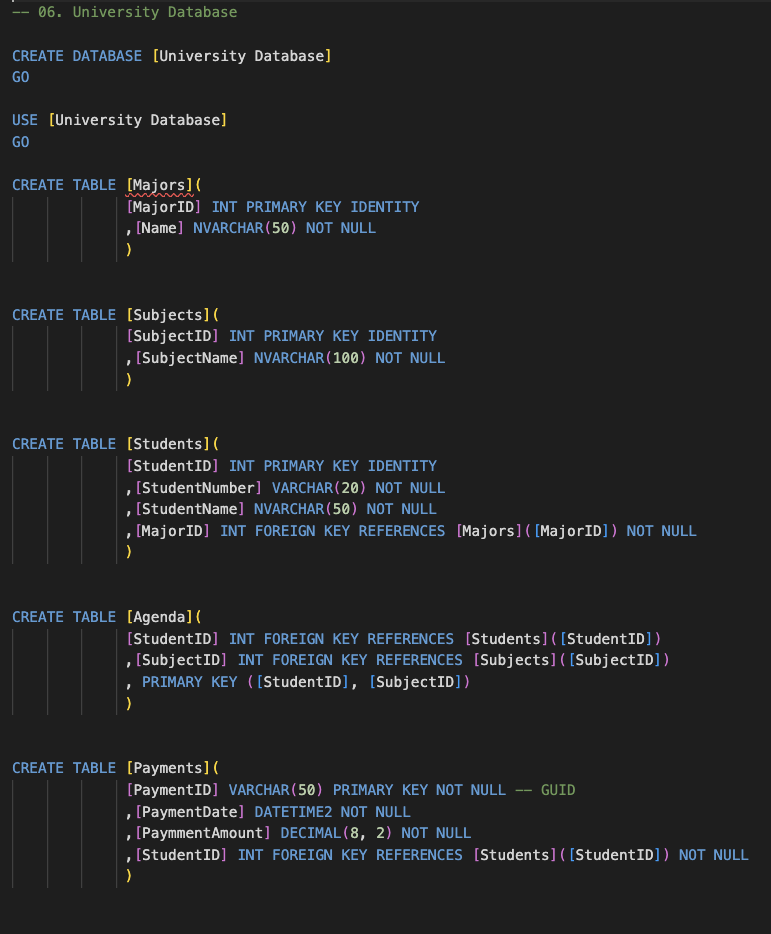 -- 06. University Database
CREATE DATABASE [University Database]
GO
USE [University Database]
GO
CREATE TABLE [Majors](
[MajorID] INT PRIMARY KEY IDENTITY
,[Name] NVARCHAR(50) NOT NULL
)
CREATE TABLE [Subjects](
[SubjectID] INT PRIMARY KEY IDENTITY
,[SubjectName] NVARCHAR(100) NOT NULL
)
CREATE TABLE [Students](
[StudentID] INT PRIMARY KEY IDENTITY
,[StudentNumber] VARCHAR(20) NOT NULL
,[StudentName] NVARCHAR(50) NOT NULL
,[MajorID] INT FOREIGN KEY REFERENCES [Majors]([MajorID]) NOT NULL
)
CREATE TABLE [Agenda](
[StudentID] INT FOREIGN KEY REFERENCES [Students]([StudentID])
,[SubjectID] INT FOREIGN KEY REFERENCES [Subjects]([SubjectID])
, PRIMARY KEY ([StudentID], [SubjectID])
)
CREATE TABLE [Payments](
[PaymentID] VARCHAR(50) PRIMARY KEY NOT NULL -- GUID
,[PaymentDate] DATETIME2 NOT NULL
,[PaymmentAmount] DECIMAL(8, 2) NOT NULL
,[StudentID] INT FOREIGN KEY REFERENCES [Students]([StudentID]) NOT NULL
)